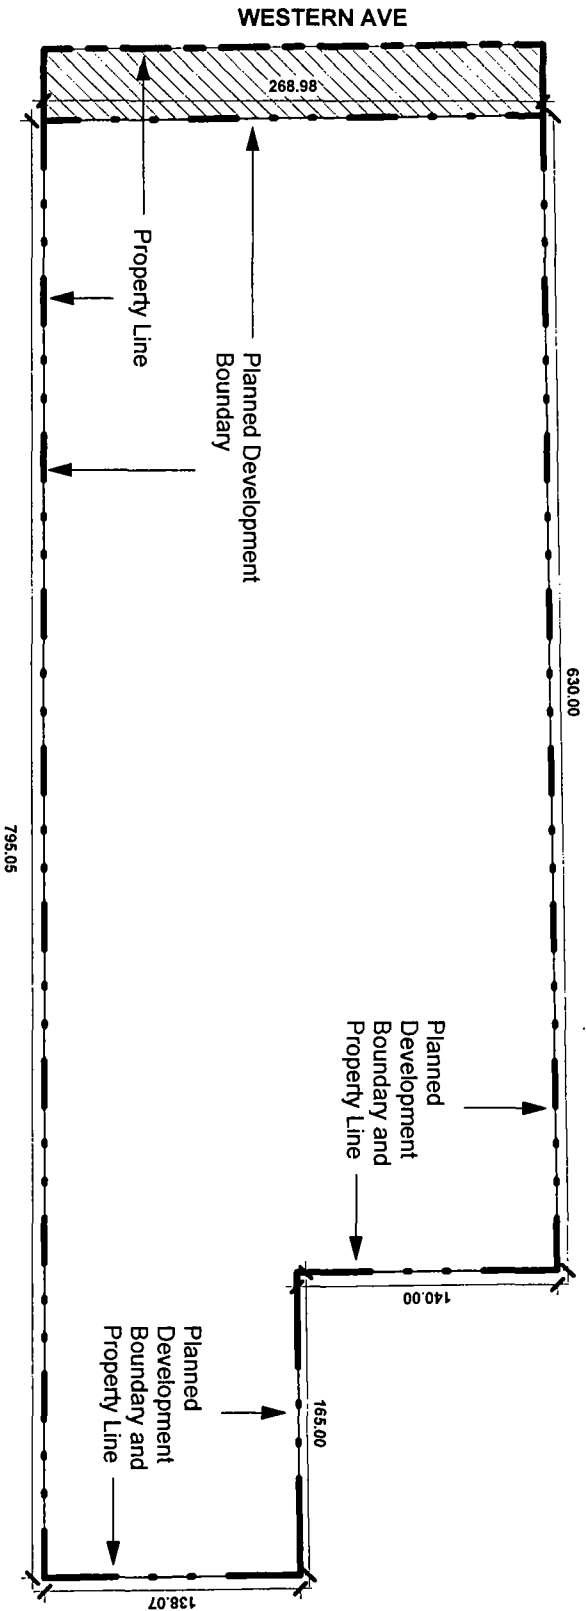 WESTERN AVE
268.98
Property Line
Planned Development
Boundary
630.00
795.05
Planned
Development
Boundary and
Property Line
140.00
165.00
Planned
Development
Boundary and
Property Line
138.07